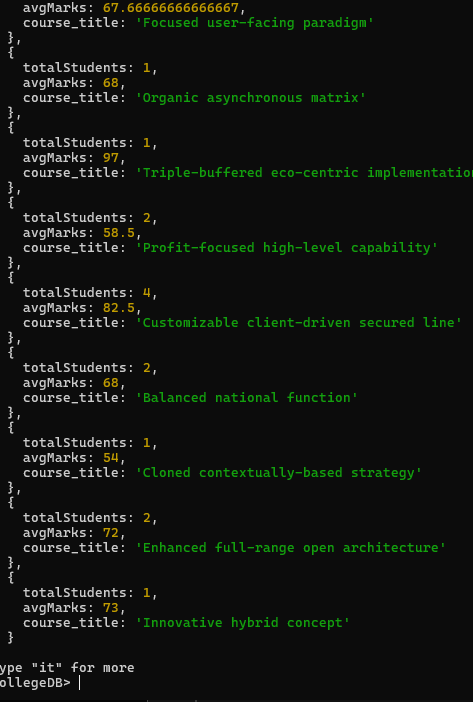 avgMarks: 67.66666666666667,
course_title: 'Focused user-facing paradigm'
},
{
totalStudents: 1,
avgMarks: 68,
course_title: 'Organic asynchronous matrix'
},
{
totalStudents: 1,
avgMarks: 97,
course_title: 'Triple-buffered eco-centric implementatio
},
{
totalStudents: 2,
avgMarks: 58.5,
course_title: 'Profit-focused high-level capability'
},
{
totalStudents: 4,
avgMarks: 82.5,
course_title: 'Customizable client-driven secured line'
},
{
totalStudents: 2,
avgMarks: 68,
course_title: 'Balanced national function'
},
{
totalStudents: 1,
avgMarks: 54,
course_title: 'Cloned contextually-based strategy'
},
{
totalStudents: 2,
avgMarks: 72,
course_title: 'Enhanced full-range open architecture'
},
{
totalStudents: 1,
avgMarks: 73,
course_title: 'Innovative hybrid concept'
}
ype "it" for more
ollegeDB>